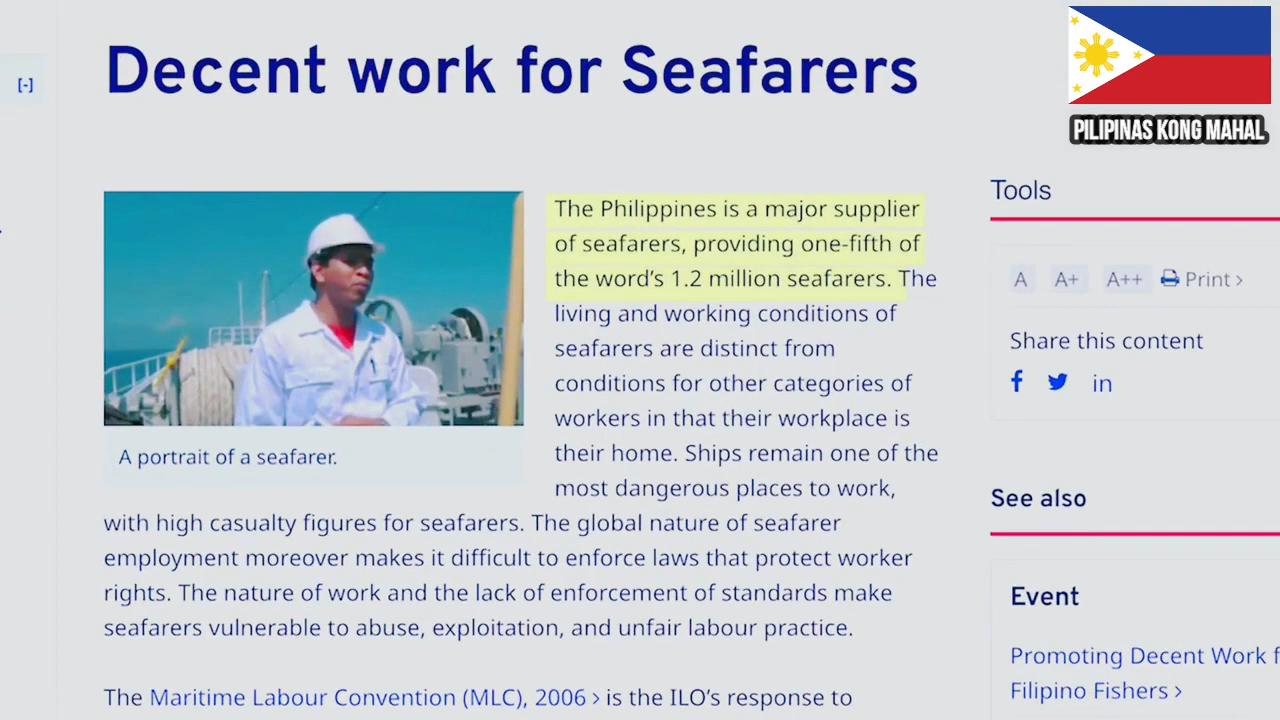 Decent work for Seafarers
[-]
PILIPINAS KONG MAHAL
The Philippines is a major supplier
of seafarers, providing one-fifth of
the word's 1.2 million seafarers. The
living and working conditions of
seafarers are distinct from
conditions for other categories of
workers in that their workplace is
their home. Ships remain one of the
most dangerous places to work,
with high casualty figures for seafarers. The global nature of seafarer
employment moreover makes it difficult to enforce laws that protect worker
rights. The nature of work and the lack of enforcement of standards make
seafarers vulnerable to abuse, exploitation, and unfair labour practice.
A portrait of a seafarer.
The Maritime Labour Convention (MLC), 2006 › is the ILO's response to
Tools
A A+ A++ Print ›
Share this content
f in
See also
Event
Promoting Decent Work f
Filipino Fishers ›